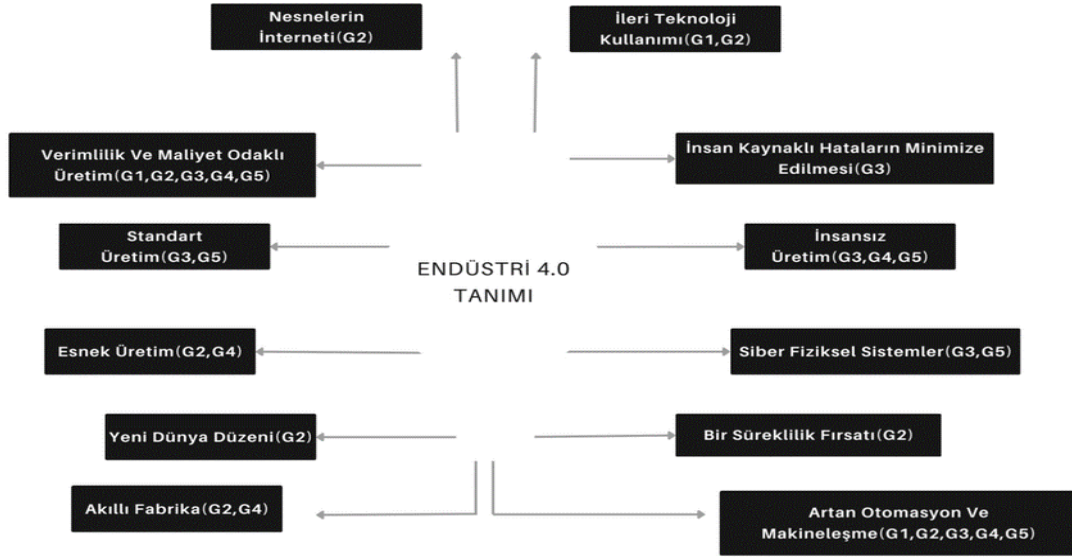 Nesnelerin
İnterneti(G2)
İleri Teknoloji
Kullanımı(G1,G2)
Verimlilik Ve Maliyet Odaklı
Üretim(G1,G2,G3,G4,G5)
İnsan Kaynaklı Hataların Minimize
Edilmesi(G3)
Standart
Üretim(G3,G5)
İnsansız
Üretim(G3,G4,G5)
ENDÜSTRİ 4.0
TANIMI
Esnek Üretim(G2,G4)
Siber Fiziksel Sistemler(G3,G5)
Yeni Dünya Düzeni(G2)
Bir Süreklilik Fırsatı(G2)
Akıllı Fabrika(G2,G4)
Artan Otomasyon Ve
Makineleşme(G1,G2,G3,G4,G5)